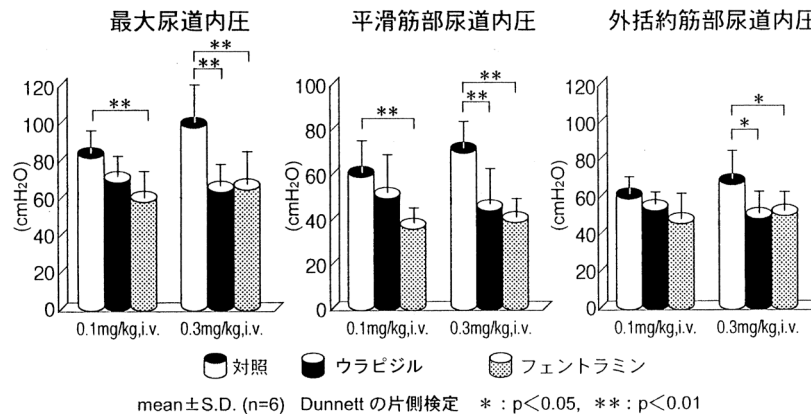 最大尿道内圧
平滑筋部尿道内圧
外括約筋部尿道内圧
(cmH₂O)
120
100
80
60
40
20
0
**
**
**
0.1mg/kg,i.v.
0.3mg/kg,i.v.
(cmH₂O)
100
80
60
40
20
0
**
**
**
0.1mg/kg,i.v.
0.3mg/kg,i.v.
(cmH₂O)
120
100
80
60
40
20
0
*
*
0.1mg/kg,i.v.
0.3mg/kg,i.v.
対照 ウラピジル フェントラミン
mean±S.D. (n=6) Dunnett の片側検定 *:p<0.05, **:p<0.01